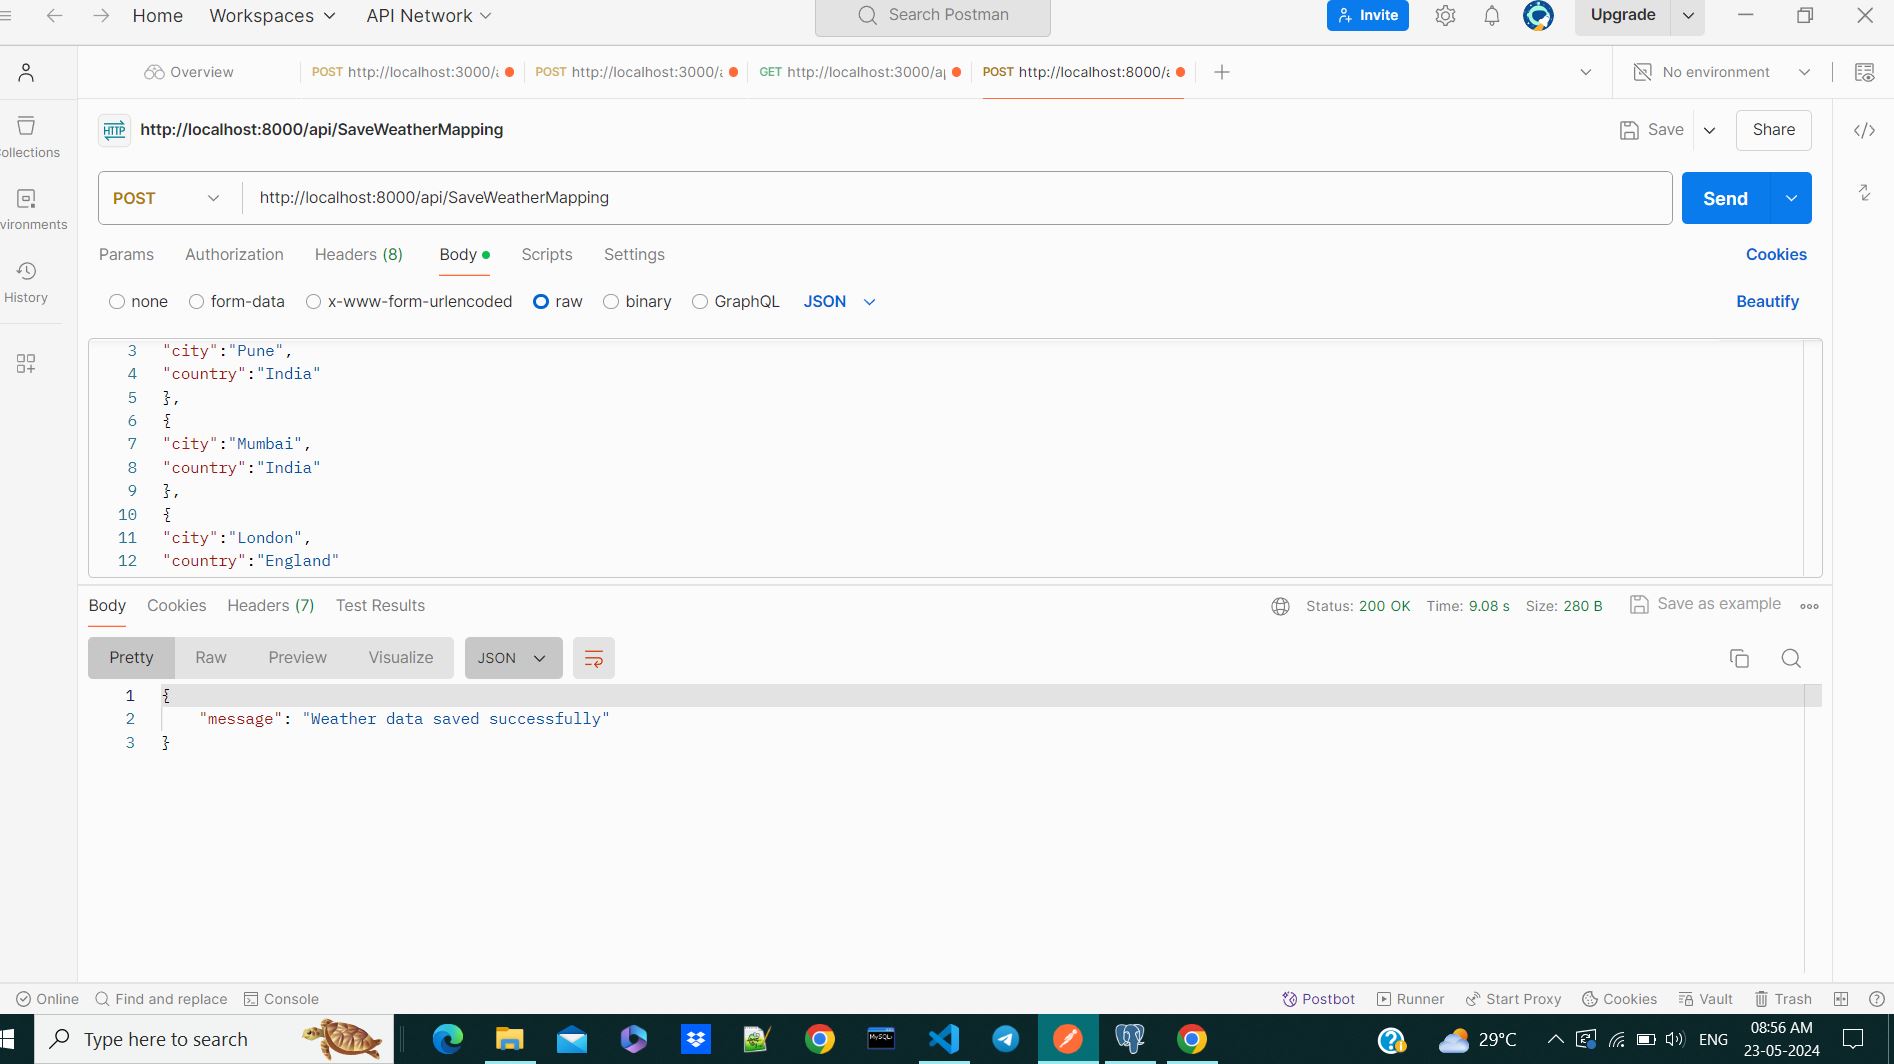 Home Workspaces API Network Search Postman Invite Upgrade
Overview POST http://localhost:3000/a POST http://localhost:3000/a GET http://localhost:3000/ap POST http://localhost:8000/a No environment
HTTP http://localhost:8000/api/SaveWeatherMapping Save Share
ollections
POST http://localhost:8000/api/SaveWeatherMapping Send
vironments
Params Authorization Headers (8) Body Scripts Settings Cookies
History
none form-data x-www-form-urlencoded raw binary GraphQL JSON Beautify
3 "city":"Pune",
4 "country":"India"
5 },
6 {
7 "city":"Mumbai",
8 "country":"India"
9 },
10 {
11 "city":"London",
12 "country":"England"
Body Cookies Headers (7) Test Results Status: 200 OK Time: 9.08 s Size: 280 B Save as example
Pretty Raw Preview Visualize JSON
1 {
2 "message": "Weather data saved successfully"
3 }
Online Find and replace Console Postbot Runner Start Proxy Cookies Vault Trash
Type here to search MySQL 29°C ENG 08:56 AM
23-05-2024